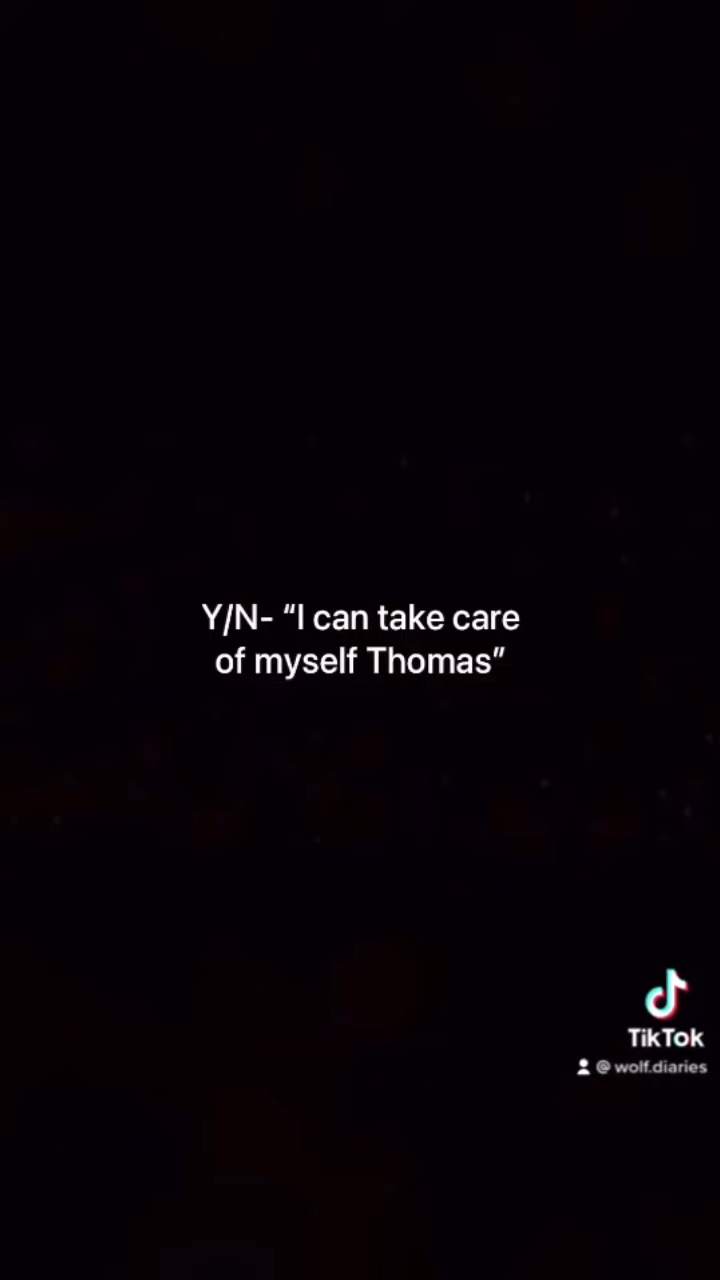 Y/N- “I can take care
of myself Thomas”
TikTok
@ wolf.diaries